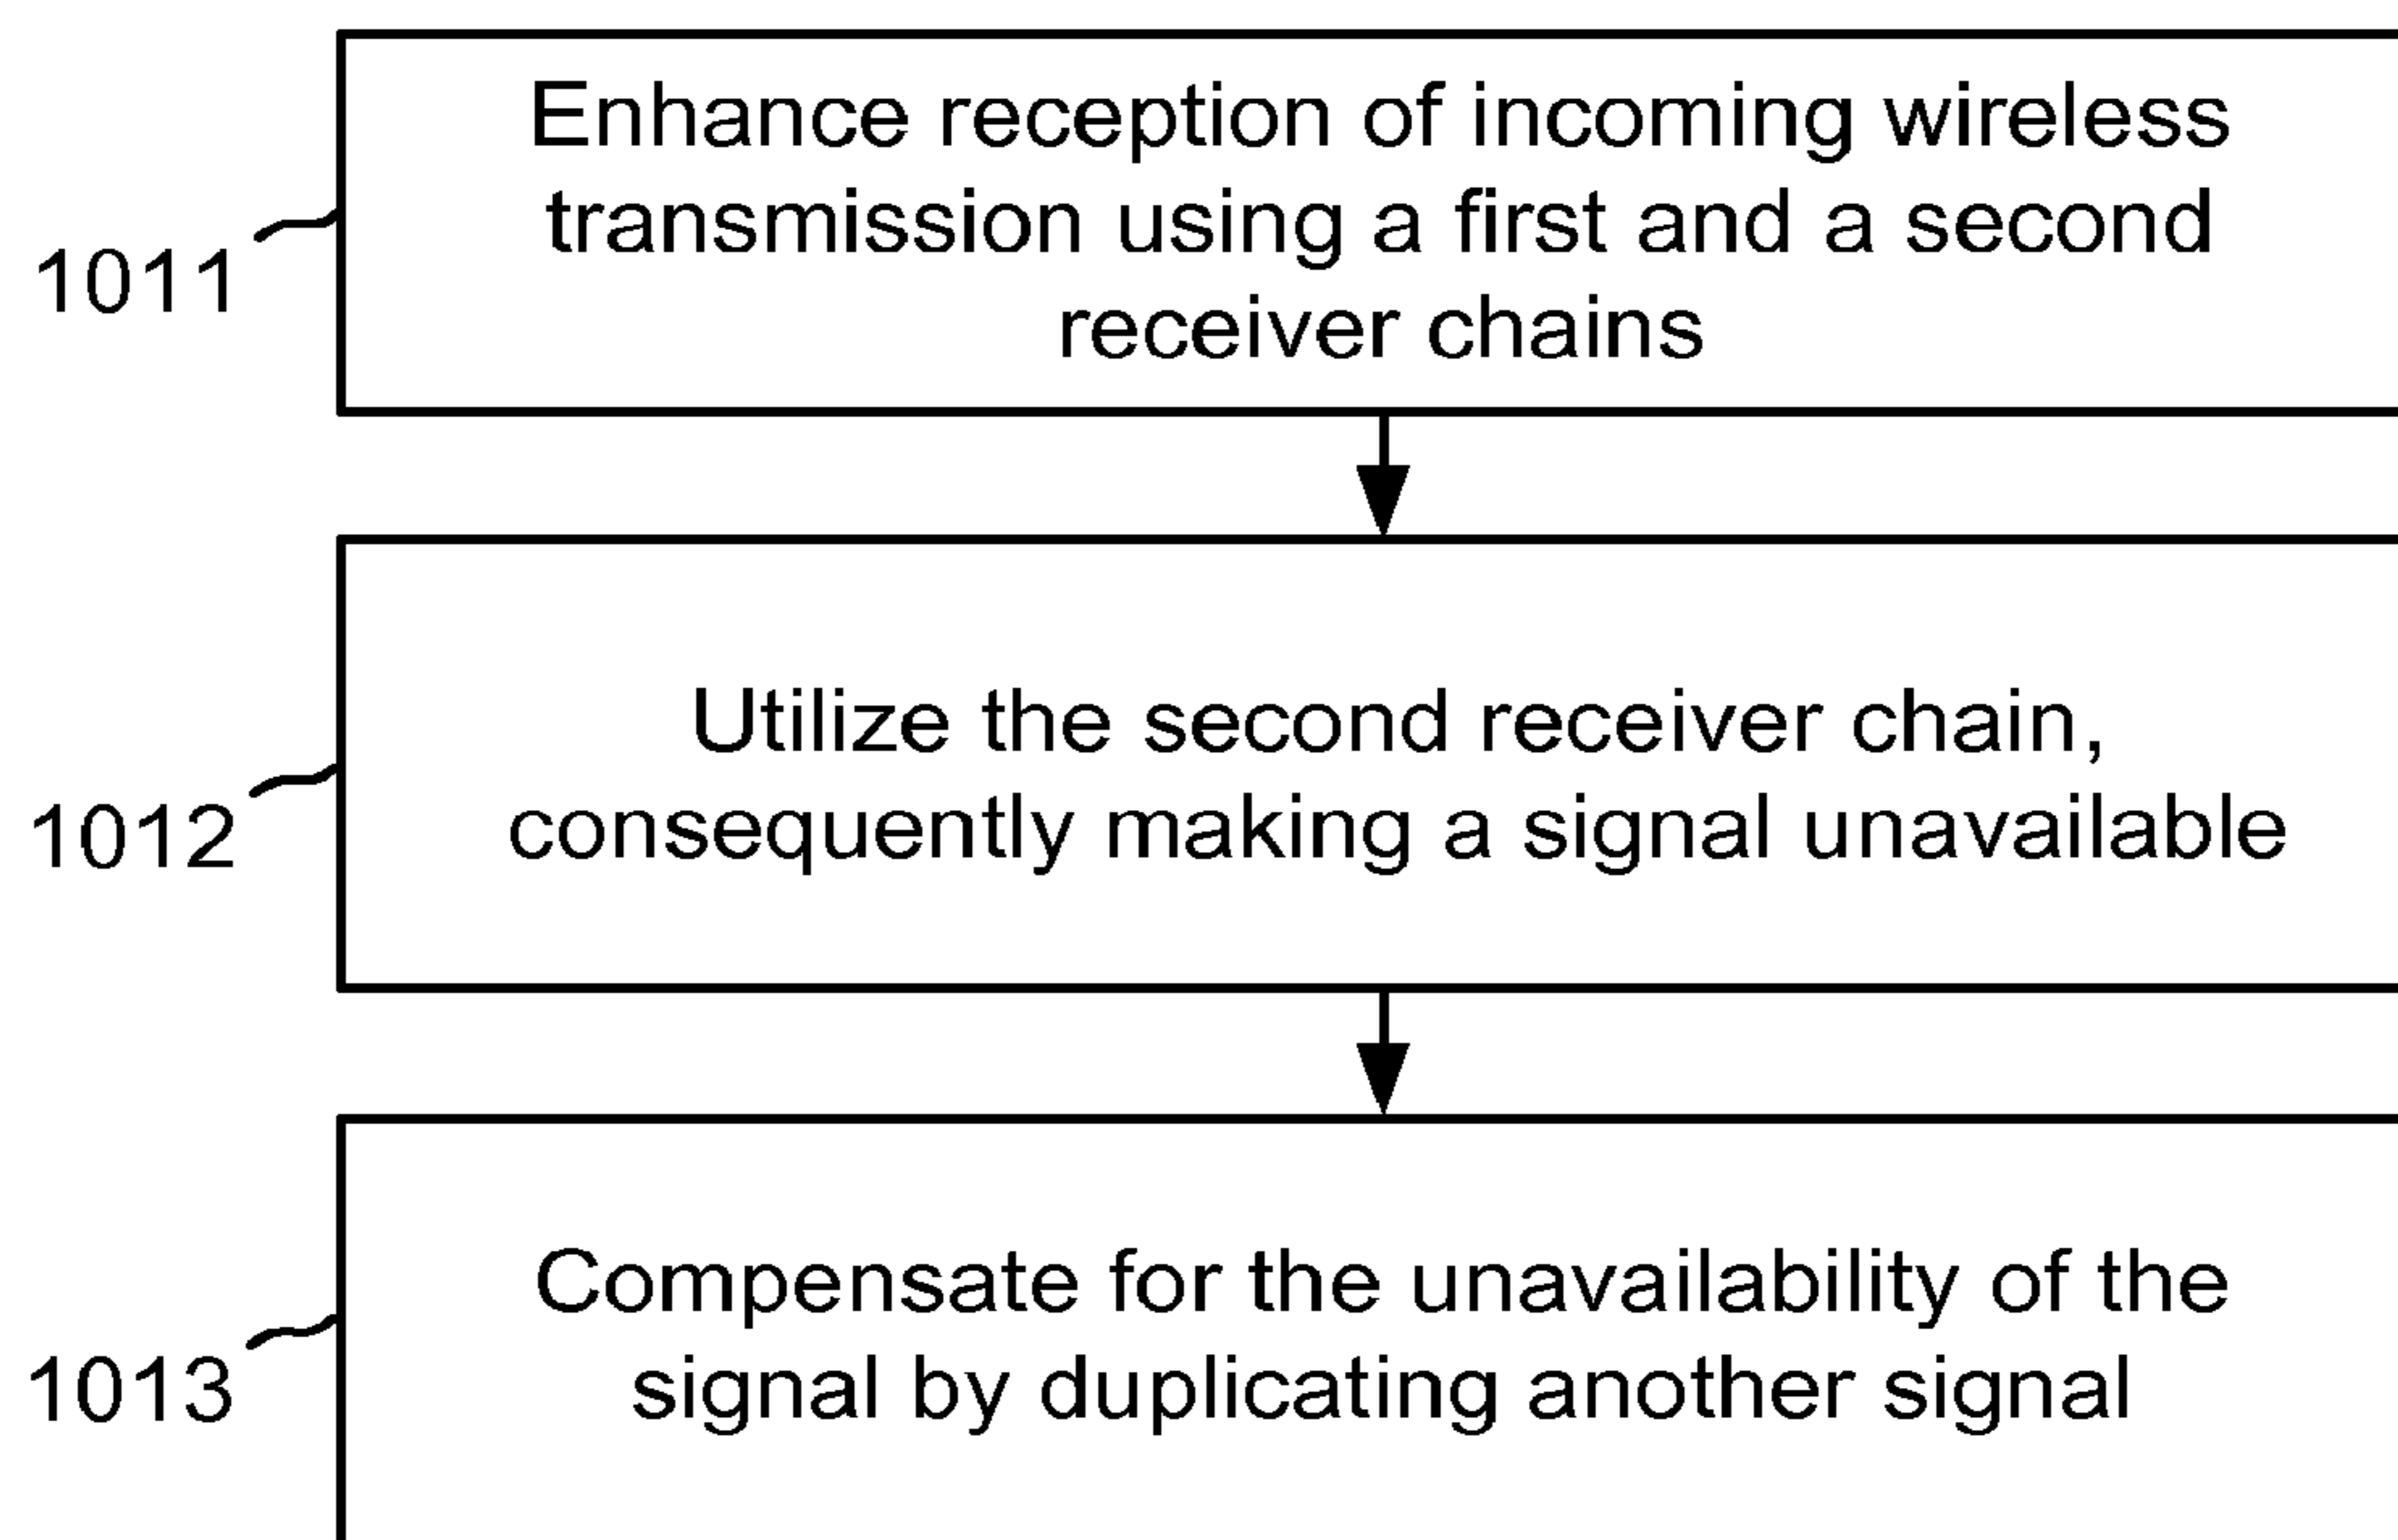 Enhance reception of incoming wireless
transmission using a first and a second
receiver chains
1011
Utilize the second receiver chain,
consequently making a signal unavailable
1012
Compensate for the unavailability of the
signal by duplicating another signal
1013